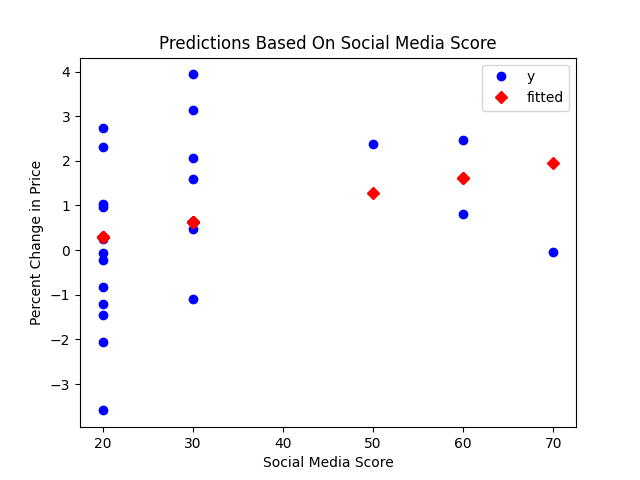 Predictions Based On Social Media Score
y
fitted
Percent Change in Price
4
3
2
1
0
−1
−2
−3
20 30 40 50 60 70
Social Media Score